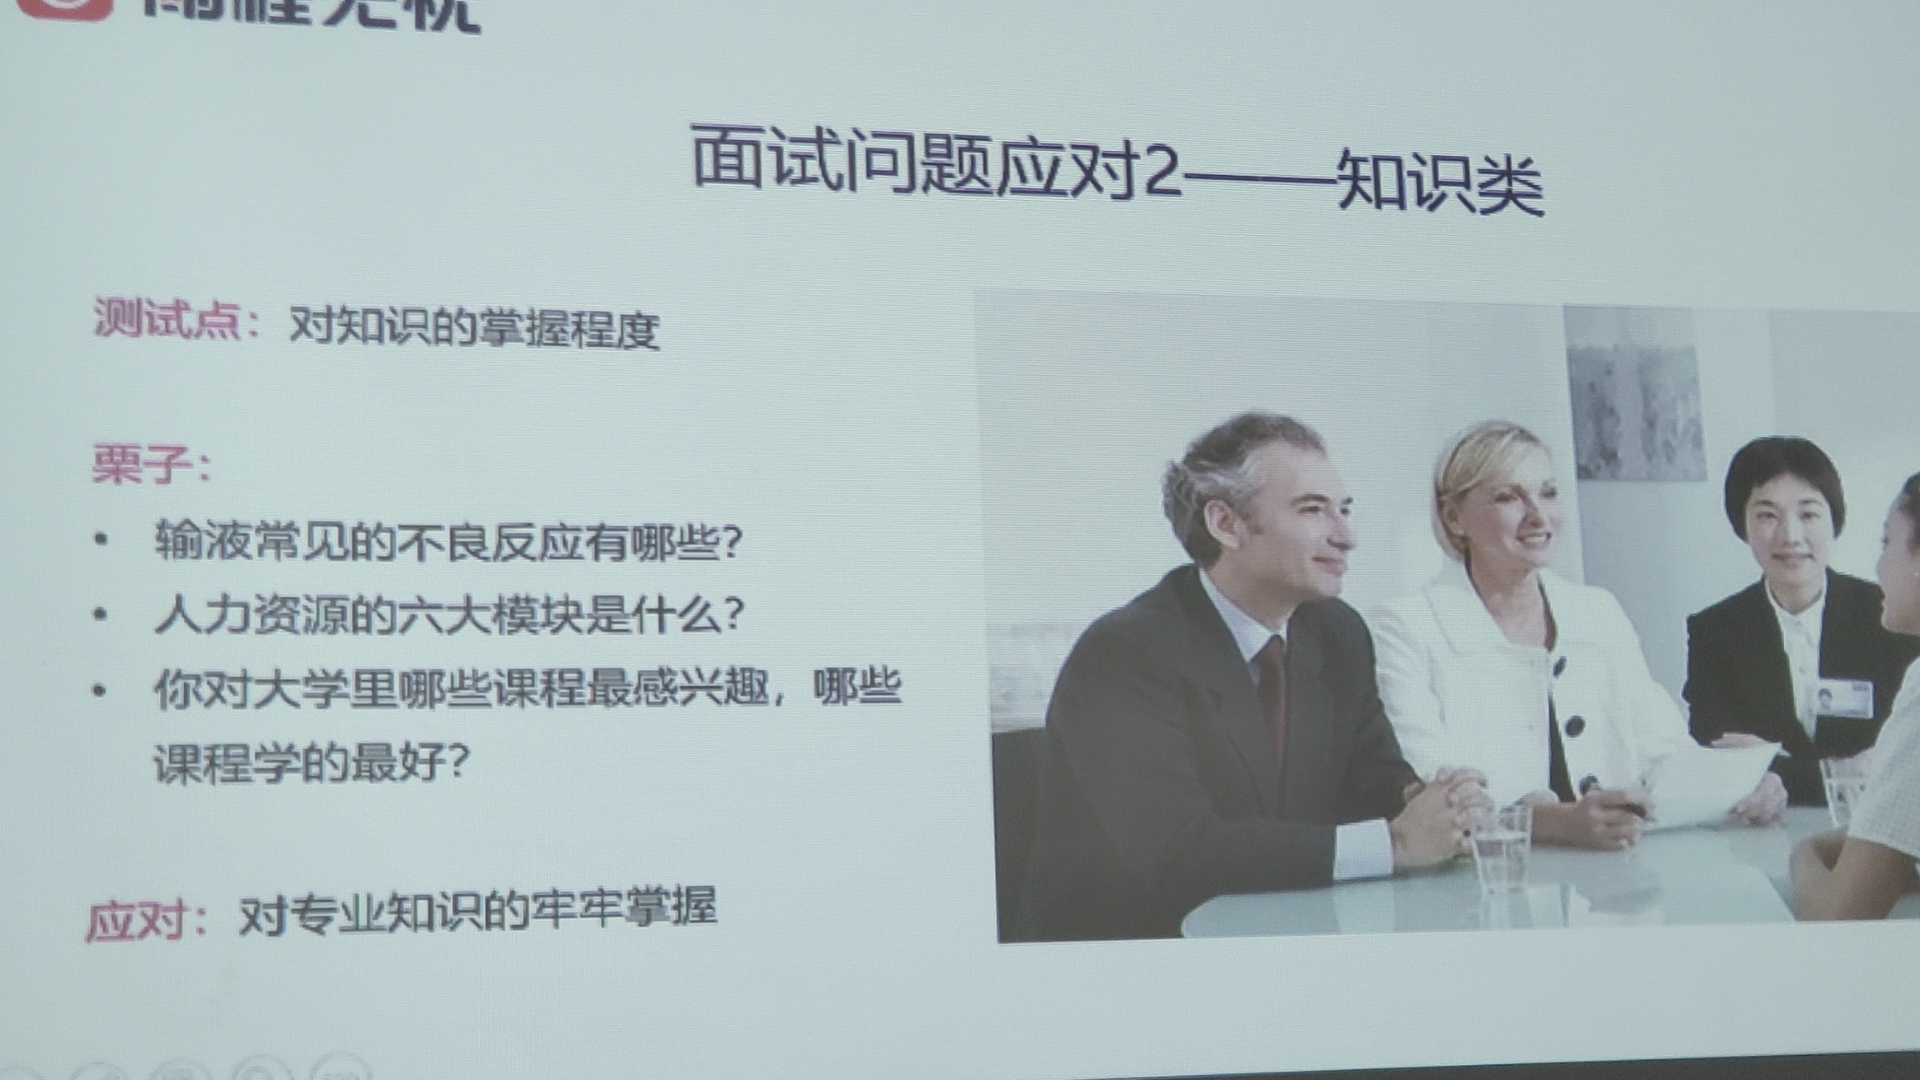 面试问题应对2——知识类
测试点：对知识的掌握程度
栗子：
• 输液常见的不良反应有哪些？
• 人力资源的六大模块是什么？
• 你对大学里哪些课程最感兴趣，哪些
课程学的最好？
应对：对专业知识的牢牢掌握